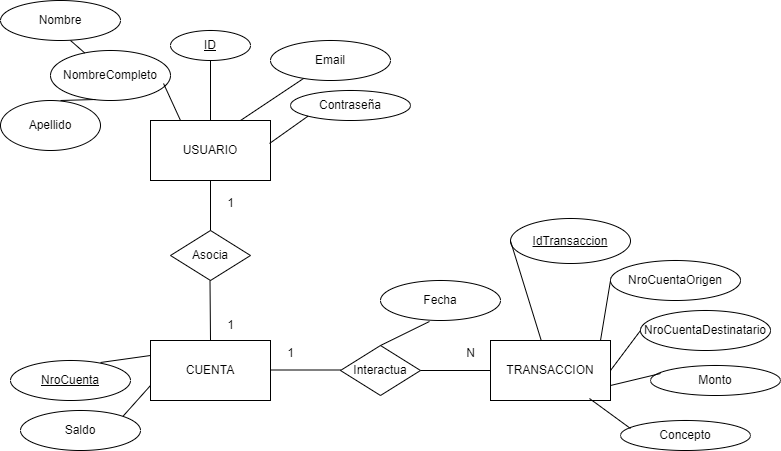 Nombre
ID
Email
NombreCompleto
Contraseña
Apellido
USUARIO
1
Asocia
IdTransaccion
NroCuentaOrigen
Fecha
1
NroCuentaDestinatario
1
N
CUENTA
Interactua
TRANSACCION
NroCuenta
Monto
Saldo
Concepto